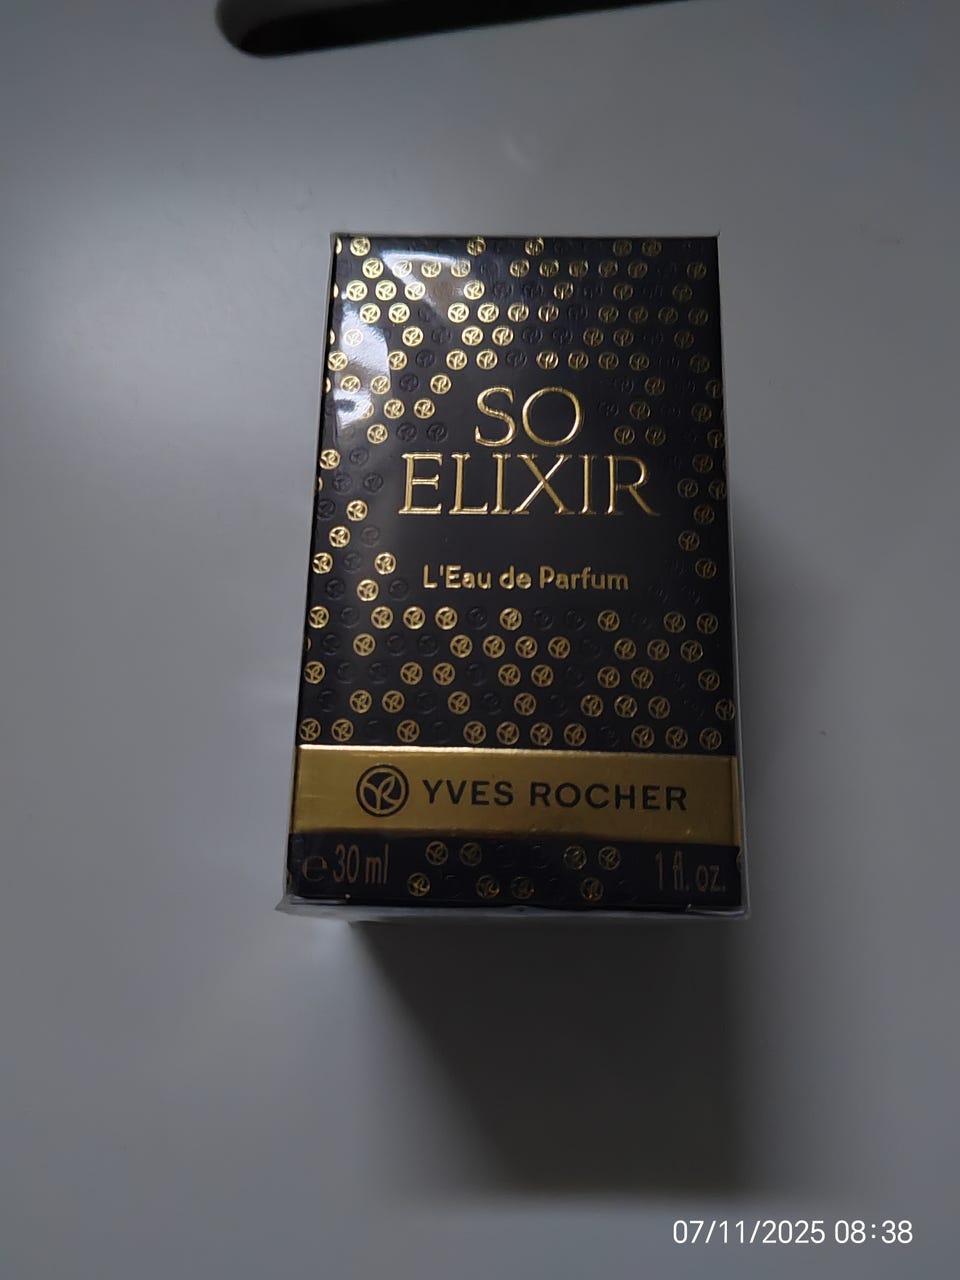 SO
ELIXIR
L'Eau de Parfum
YVES ROCHER
e 30 ml 1 fl. oz.
07/11/2025 08:38